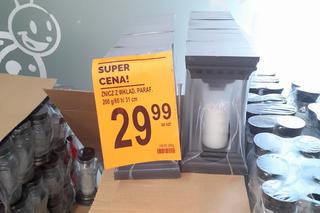 SUPER
CENA!
ZNICZ Z WKŁAD. PARAF.
200 g/60 h/ 31 cm
29 99